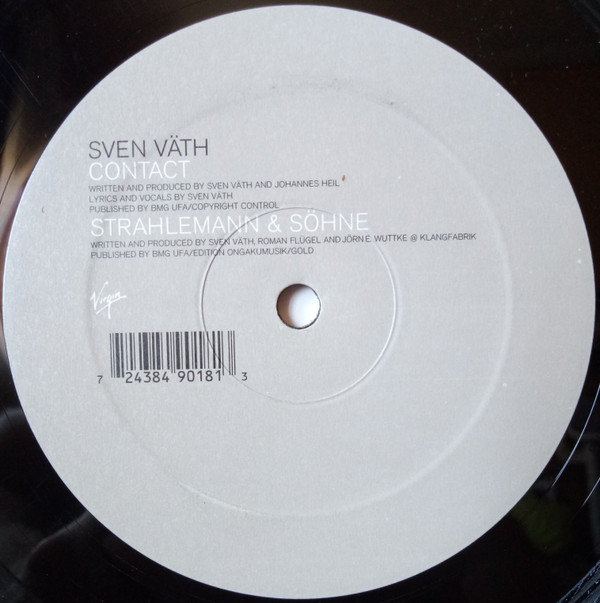 SVEN VÄTH
CONTACT
WRITTEN AND PRODUCED BY SVEN VÄTH AND JOHANNES HEIL
LYRICS AND VOCALS BY SVEN VÄTH
PUBLISHED BY BMG UFA/COPYRIGHT CONTROL
STRAHLEMANN & SÖHNE
WRITTEN AND PRODUCED BY SVEN VÄTH, ROMAN FLÜGEL AND JÖRN E. WUTTKE @ KLANGFABRIK
PUBLISHED BY BMG UFA/EDITION ONGAKUMUSIK/GOLD
Virgin
7 24384 90181 3